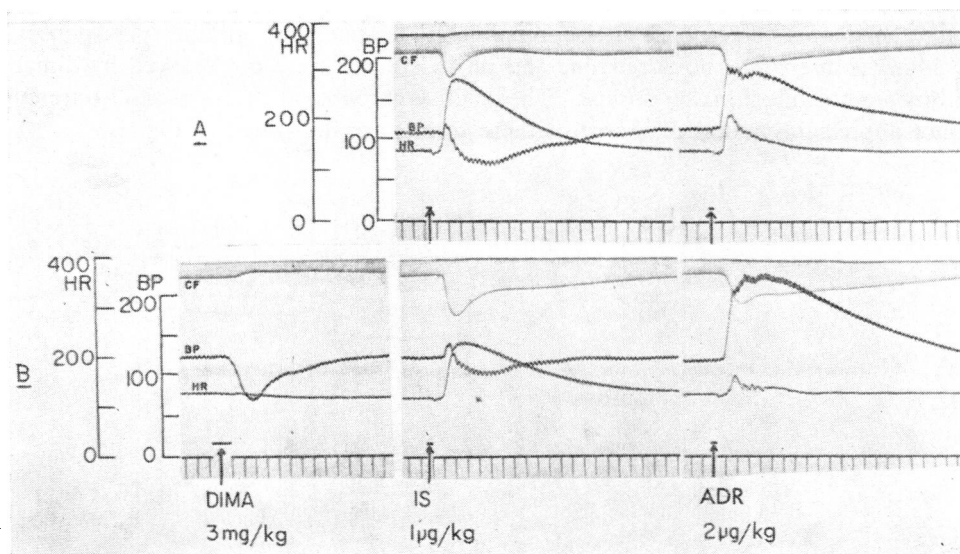 400
HR BP
CF
200
A
200
BP
HR
100
0 0
400
HR BP
CF
200
B
200
BP
HR
100
0 0
DIMA IS ADR
3mg/kg 1µg/kg 2µg/kg